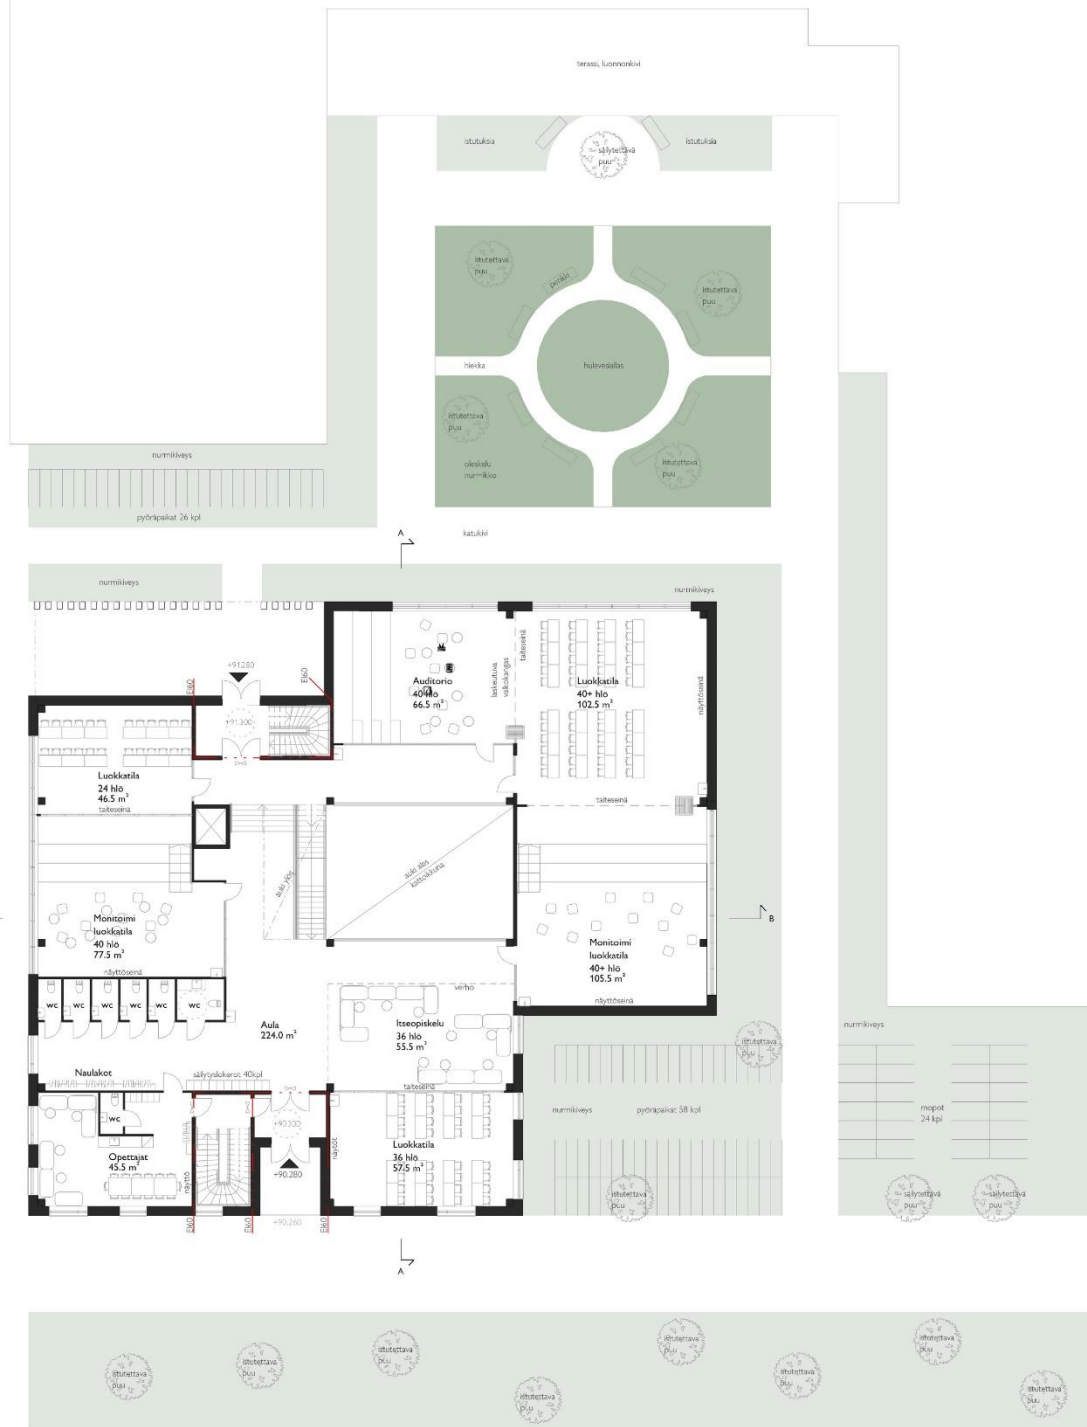 terassi, luonnonkivi
istutuksia
säilytettävä
puu
istutuksia
istutettava
puu
penkki
istutettava
puu
hiekka
hulevesiallas
istutettava
puu
oleskelu
nurmikko
istutettava
puu
nurmikiveys
pyöräpaikat 26 kpl
A
katukivi
nurmikiveys
nurmikiveys
EI60
+91.280
EI60
+91.300
Auditorio
40 hlö
66.5 m²
laskeutuva
valkokangas
taiteseinä
Luokkatila
40+ hlö
102.5 m²
näyttöseinä
Luokkatila
24 hlö
46.5 m²
taiteseinä
taiteseinä
auki ylös
auki alas
kattoikkuna
Monitoimi
luokkatila
40 hlö
77.5 m²
näyttöseinä
B
Monitoimi
luokkatila
40+ hlö
105.5 m²
näyttöseinä
verho
wc
wc
wc
wc
wc
wc
Aula
224.0 m²
Itseopiskelu
36 hlö
55.5 m²
taiteseinä
Naulakot
säilytyslokerot 40kpl
wc
Opettajat
45.5 m²
näyttö
+90.300
+90.280
näytöt
Luokkatila
36 hlö
57.5 m²
EI60
EI60
+90.260
EI60
A
istutettava
puu
nurmikiveys
pyöräpaikat 38 kpl
istutettava
puu
nurmikiveys
mopot
24 kpl
säilytettävä
puu
säilytettävä
puu
istutettava
puu
istutettava
puu
istutettava
puu
istutettava
puu
istutettava
puu
istutettava
puu
istutettava
puu
istutettava
puu